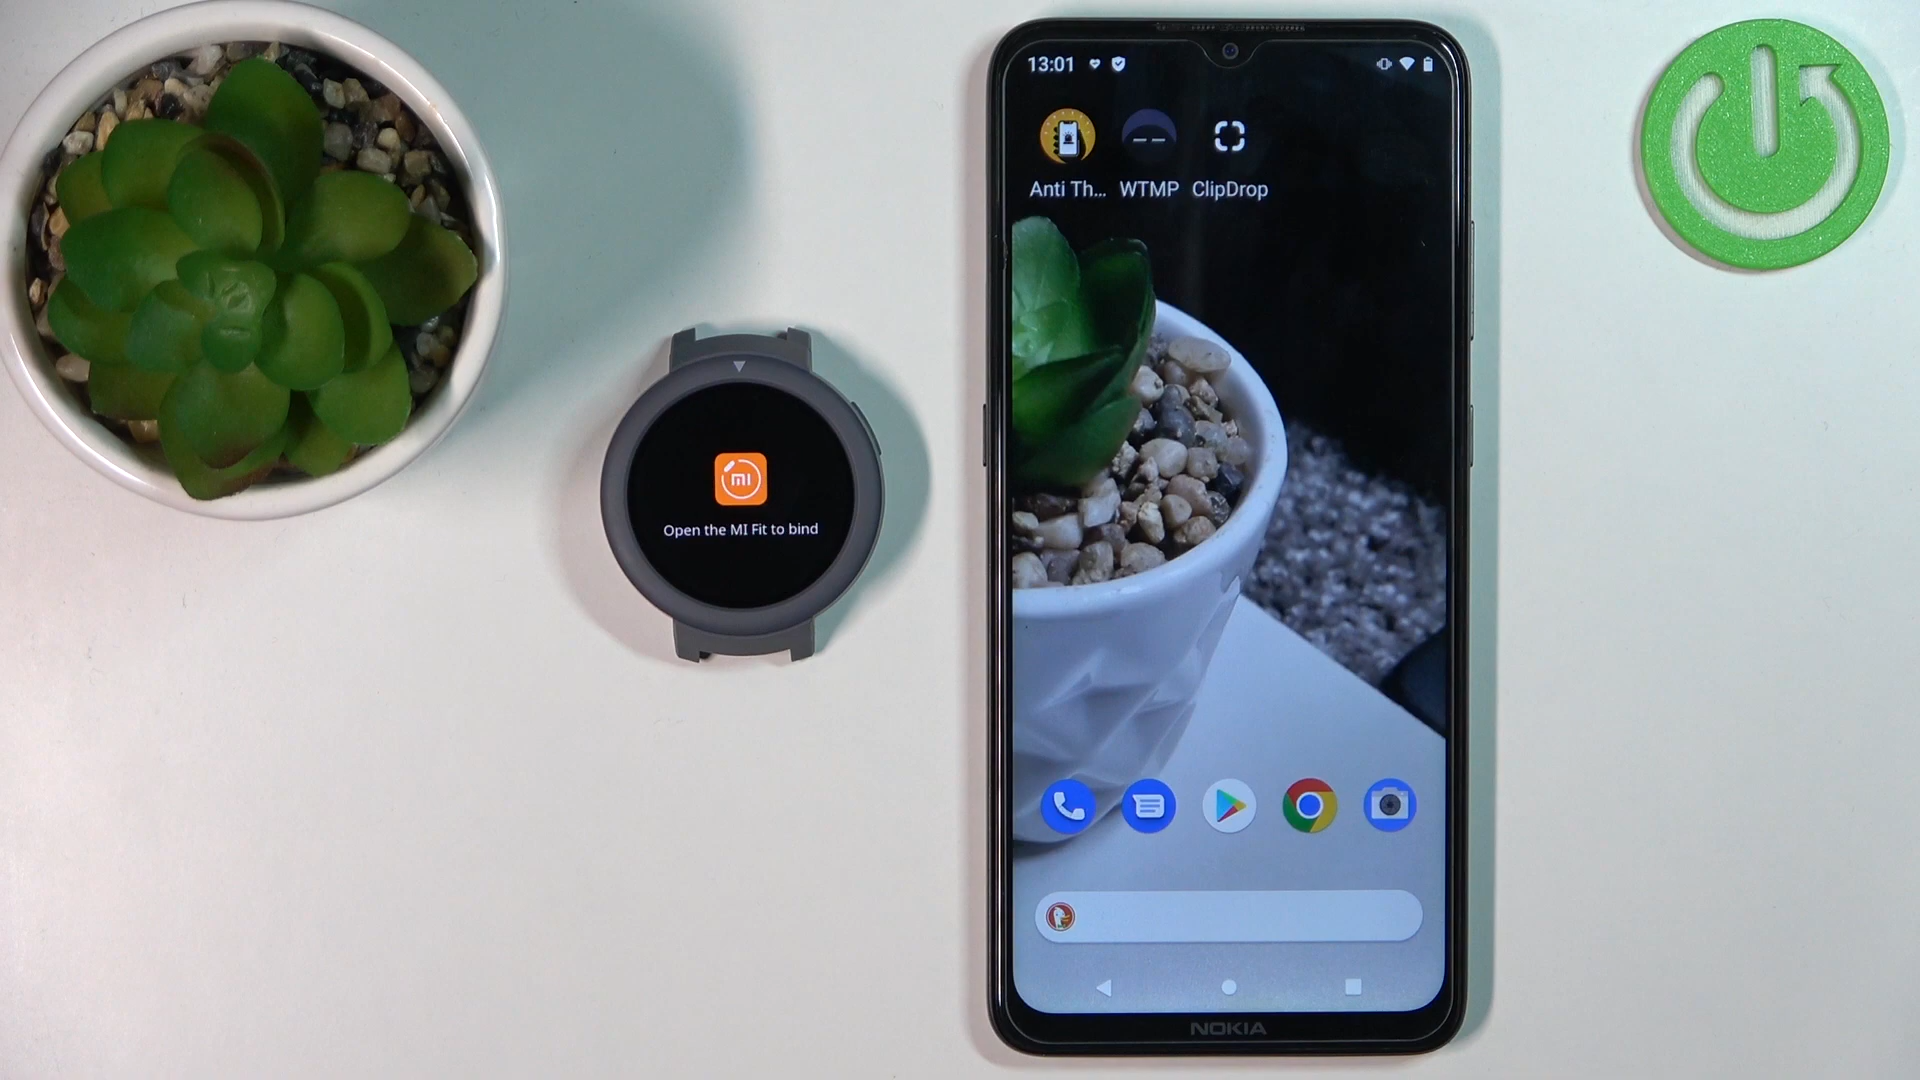 13:01
Anti Th... WTMP ClipDrop
MI
Open the MI Fit to bind
NOKIA